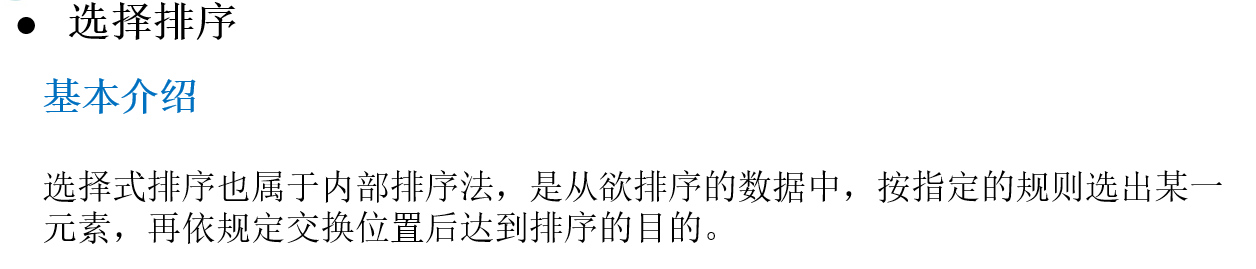 ● 选择排序
基本介绍
选择式排序也属于内部排序法，是从欲排序的数据中，按指定的规则选出某一
元素，再依规定交换位置后达到排序的目的。